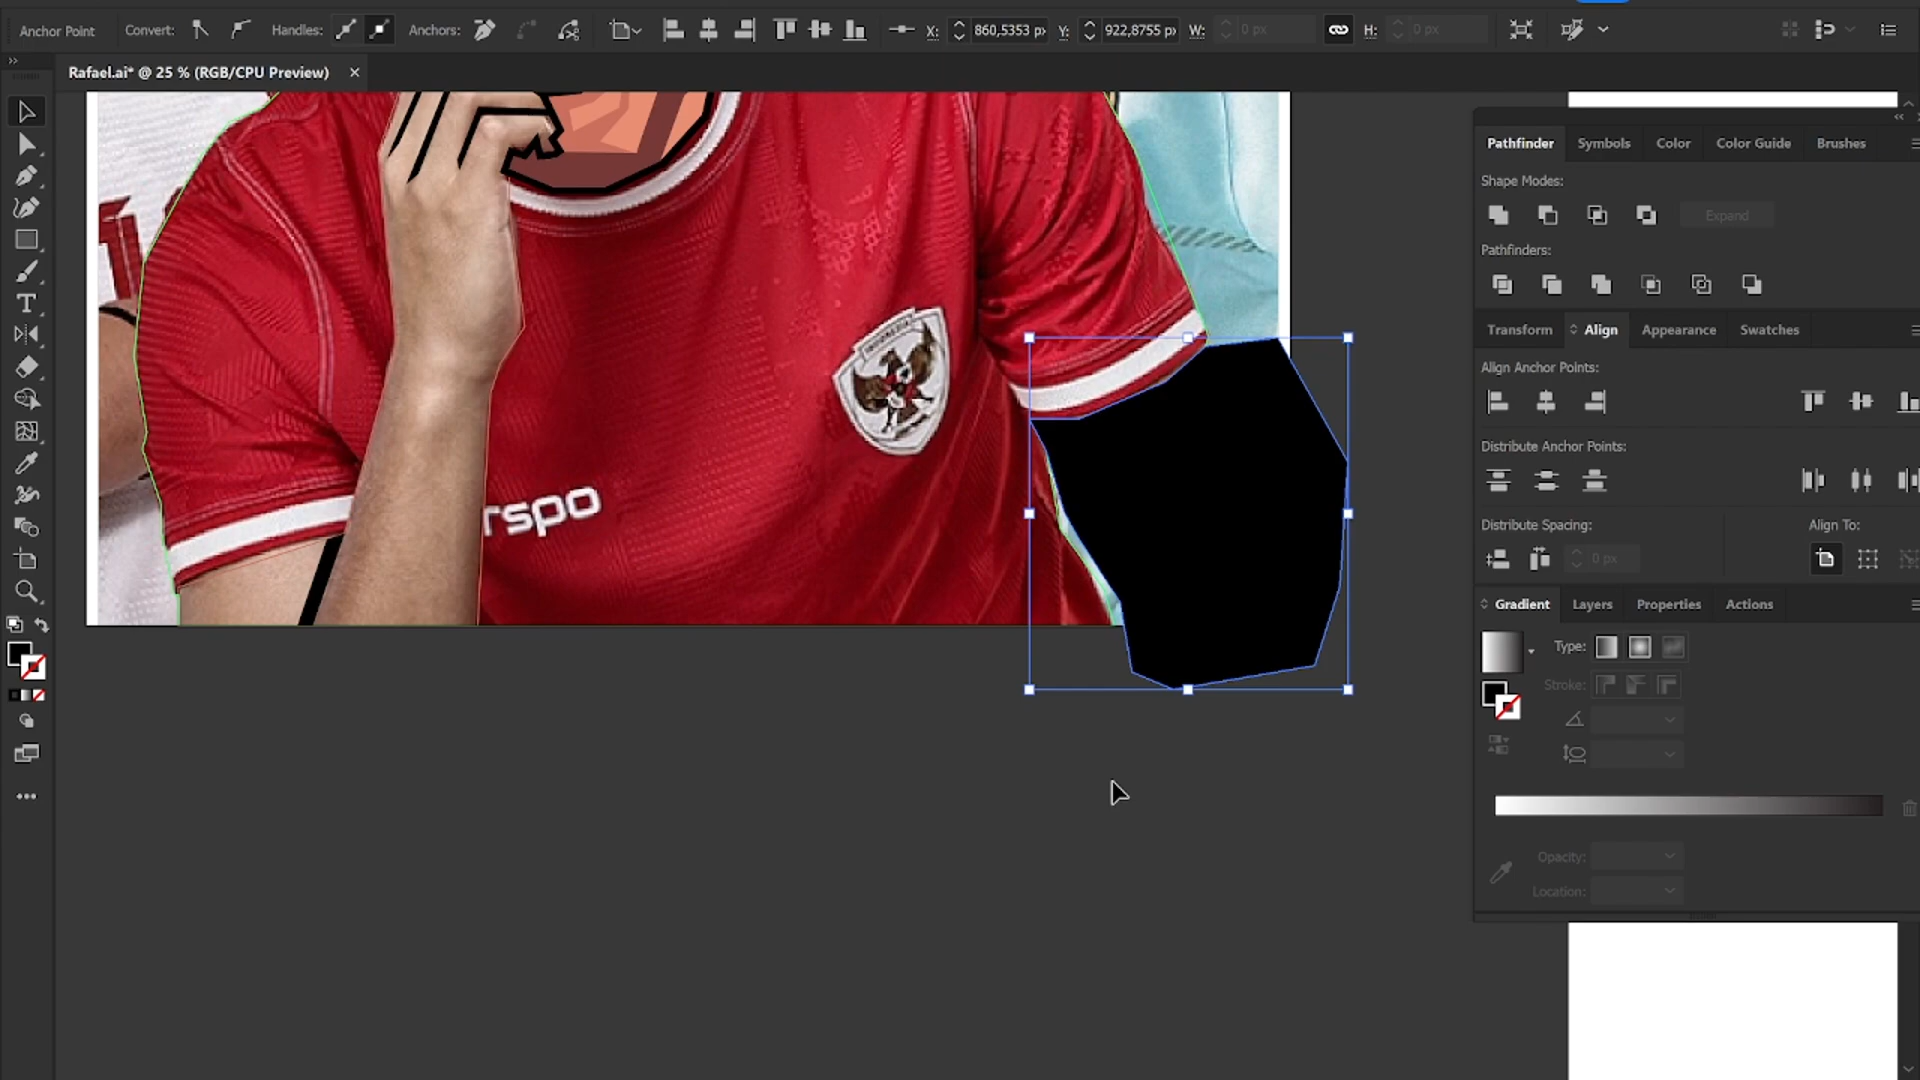 Anchor Point
Convert:
Handles:
Anchors:
X: 860,5353 p
Y: 922,8755 p
W: 0 px
H: 0 px
Rafael.ai* @ 25 % (RGB/CPU Preview)
rspo
INDONESIA
Pathfinder
Symbols
Color
Color Guide
Brushes
Shape Modes:
Expand
Pathfinders:
Transform
Align
Appearance
Swatches
Align Anchor Points:
Distribute Anchor Points:
Distribute Spacing:
Align To:
0 px
Gradient
Layers
Properties
Actions
Type:
Stroke:
Opacity:
Location: